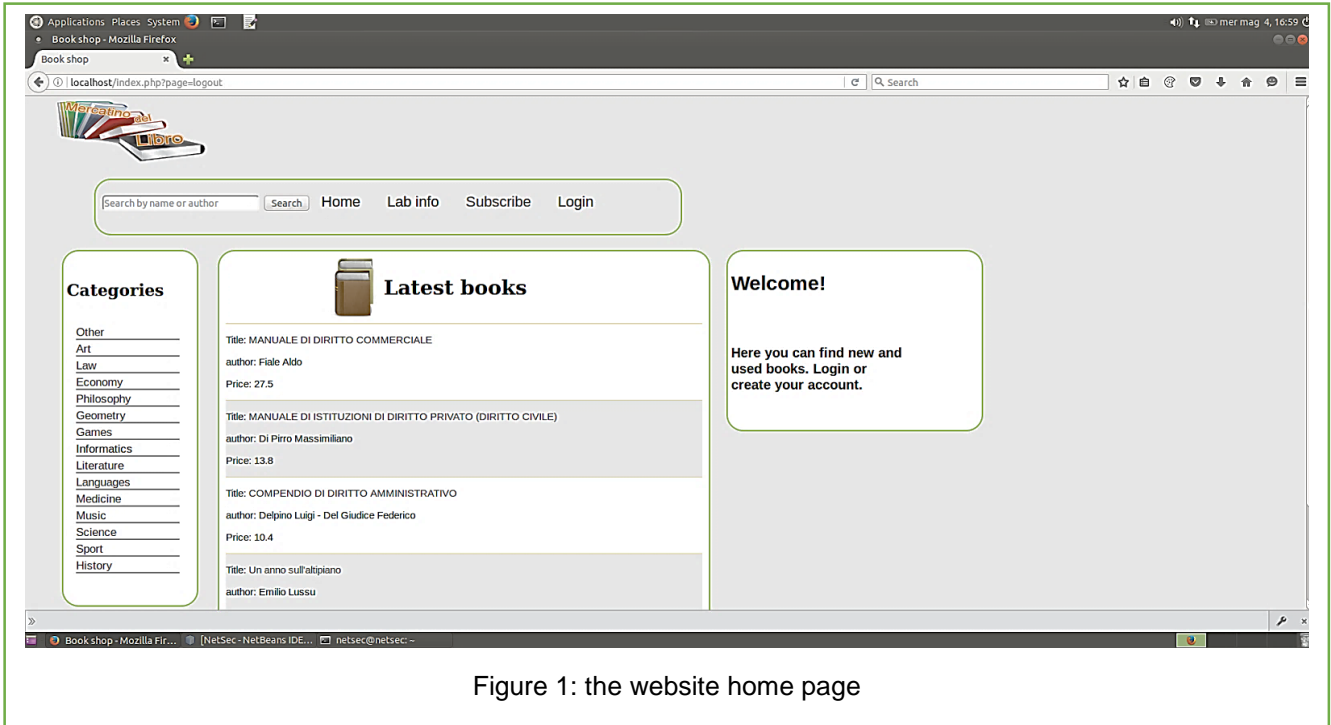 Applications Places System
mer mag 4, 16:59
Book shop - Mozilla Firefox
Book shop
localhost/index.php?page=logout
Search
Mercatino del
Libro
Search by name or author
Search
Home
Lab info
Subscribe
Login
Categories
Other
Art
Law
Economy
Philosophy
Geometry
Games
Informatics
Literature
Languages
Medicine
Music
Science
Sport
History
Latest books
Title: MANUALE DI DIRITTO COMMERCIALE
author: Fiale Aldo
Price: 27.5
Title: MANUALE DI ISTITUZIONI DI DIRITTO PRIVATO (DIRITTO CIVILE)
author: Di Pirro Massimiliano
Price: 13.8
Title: COMPENDIO DI DIRITTO AMMINISTRATIVO
author: Delpino Luigi - Del Giudice Federico
Price: 10.4
Title: Un anno sull'altipiano
author: Emilio Lussu
Welcome!
Here you can find new and
used books. Login or
create your account.
Book shop - Mozilla Fir...
[NetSec - NetBeans IDE...
netsec@netsec: ~
Figure 1: the website home page